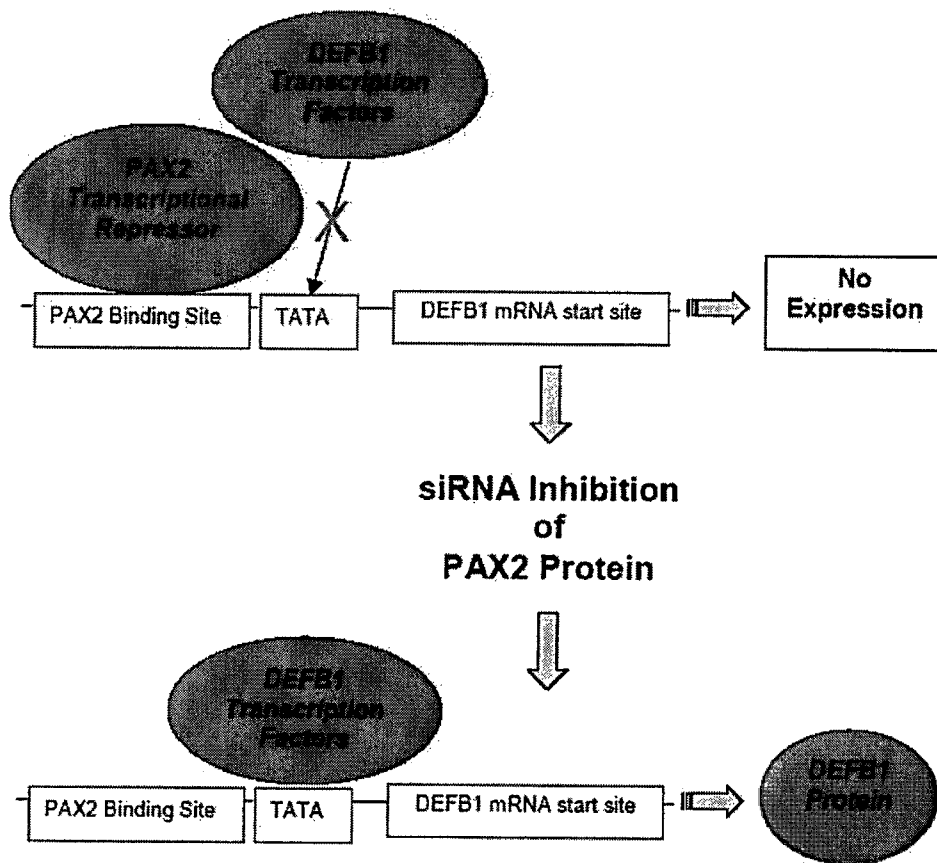 DEFB1
Transcription
Factors
PAX2
Transcriptional
Repressor
X
PAX2 Binding Site
TATA
DEFB1 mRNA start site
No
Expression
siRNA Inhibition
of
PAX2 Protein
DEFB1
Transcription
Factors
PAX2 Binding Site
TATA
DEFB1 mRNA start site
DEFB1
Protein